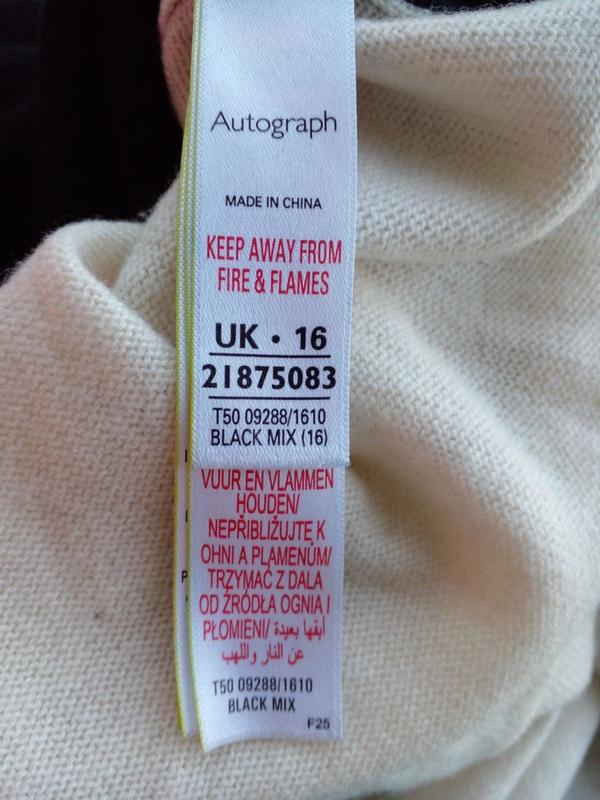 Autograph
MADE IN CHINA
KEEP AWAY FROM
FIRE & FLAMES
UK • 16
21875083
T50 09288/1610
BLACK MIX (16)
VUUR EN VLAMMEN
HOUDEN/
NEPŘIBLIŽUJTE K
OHNI A PLAMENŮM/
TRZYMAĆ Z DALA
OD ŹRÓDŁA OGNIA I
PŁOMIENI/ أبقها بعيدة
عن النار واللهب
T50 09288/1610
BLACK MIX
F25